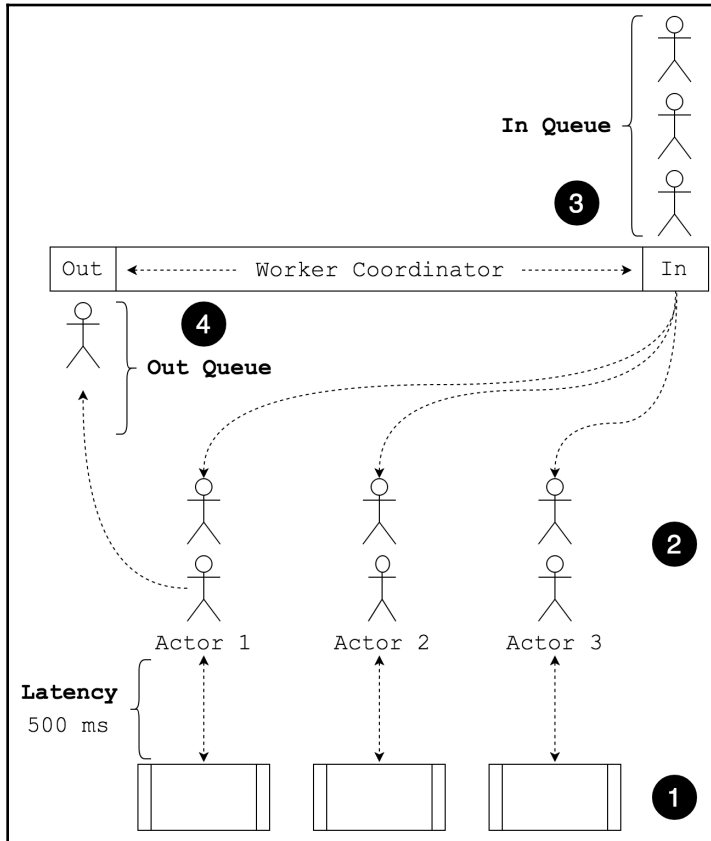 In Queue
3
Out
Worker Coordinator
In
4
Out Queue
2
Actor 1
Actor 2
Actor 3
Latency
500 ms
1